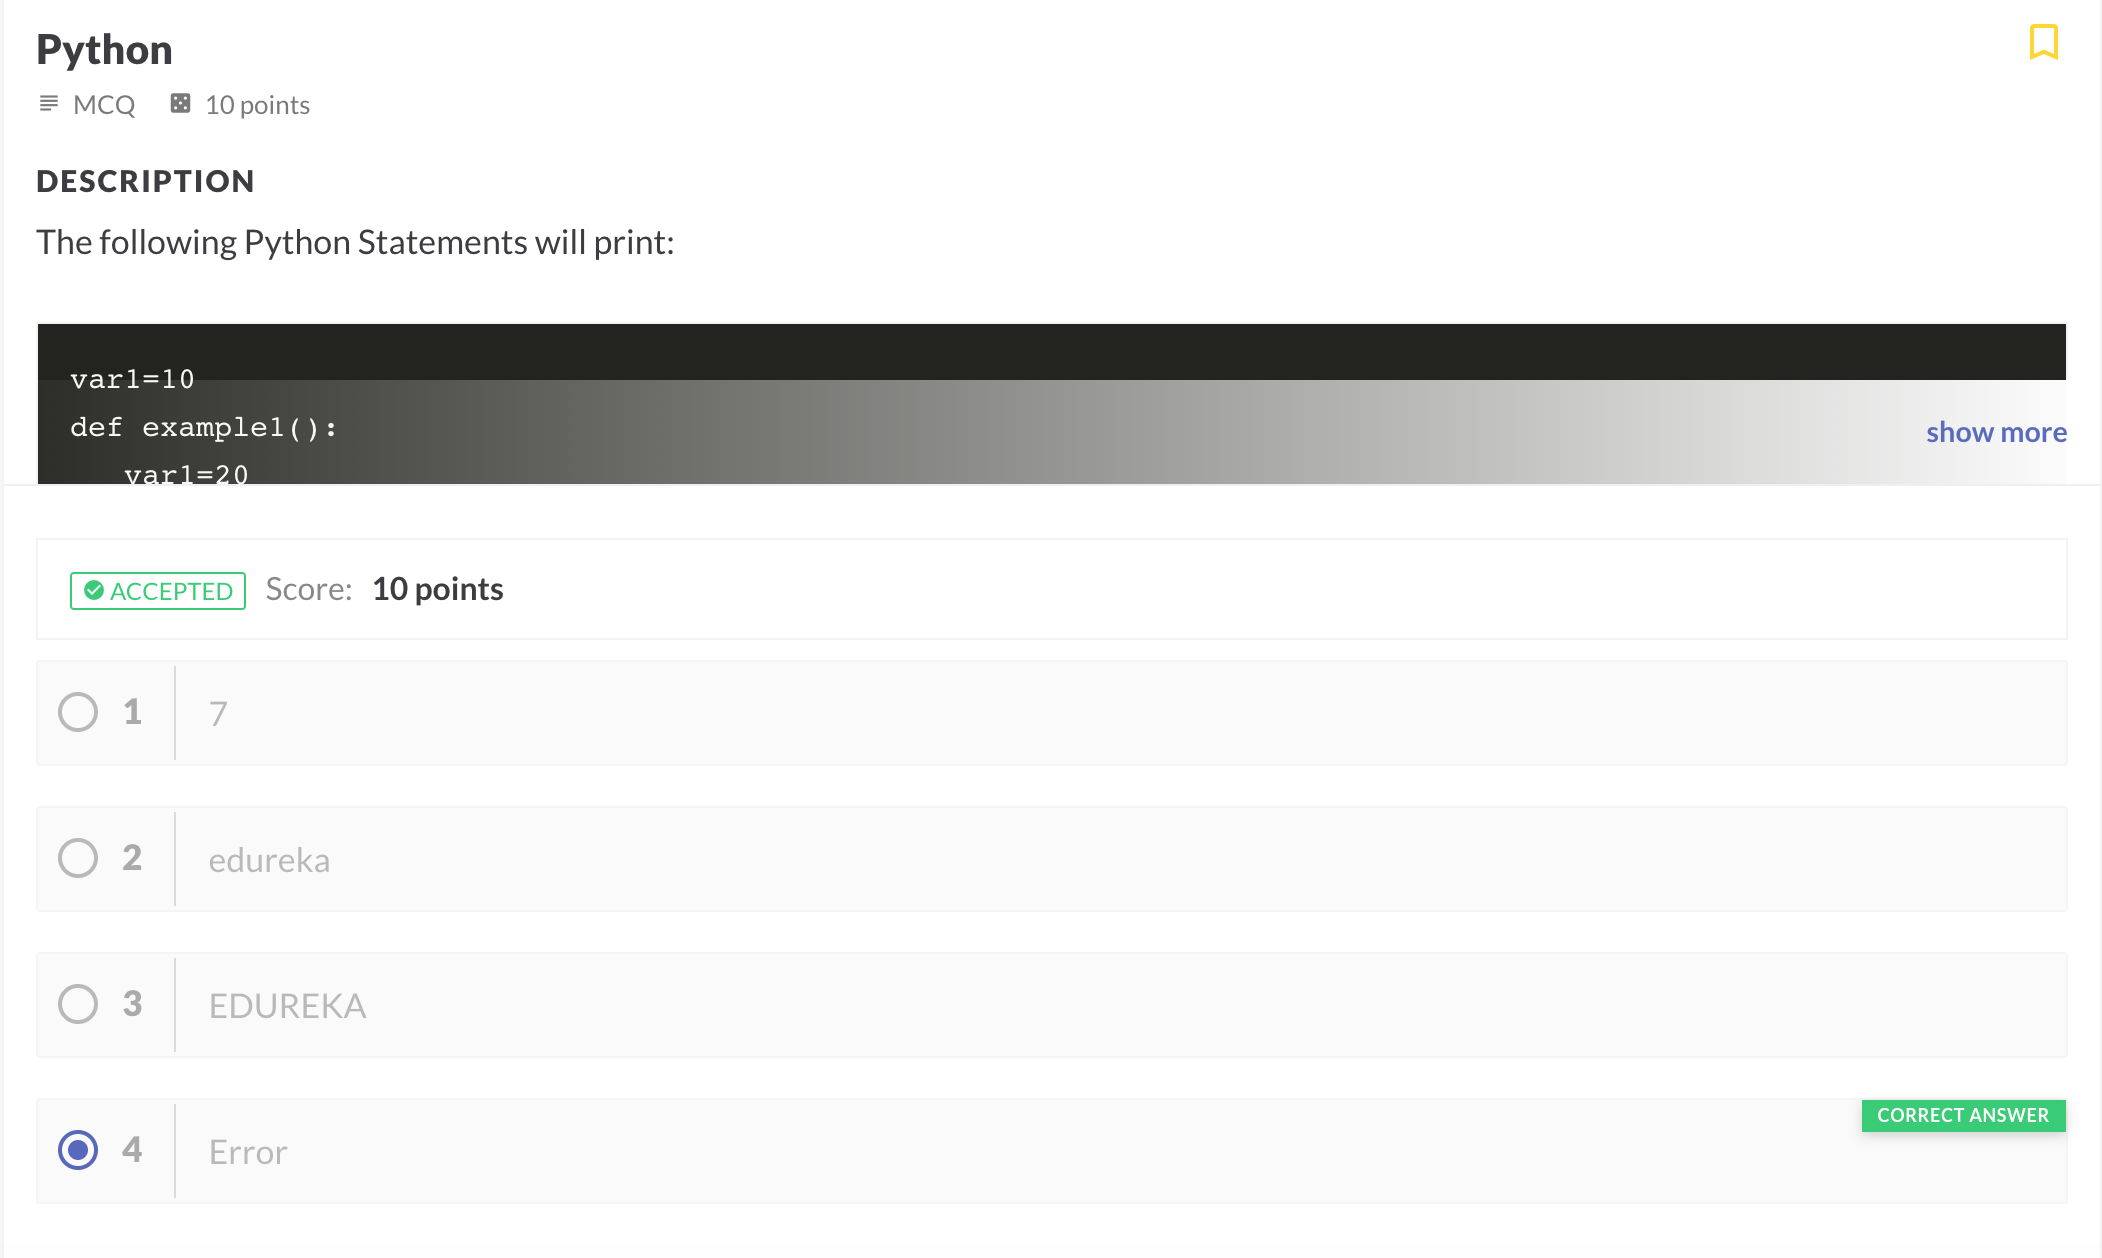 Python
MCQ 10 points
DESCRIPTION
The following Python Statements will print:
var1=10
def example1():
show more
var1=20
ACCEPTED Score: 10 points
1 7
2 edureka
3 EDUREKA
CORRECT ANSWER
4 Error